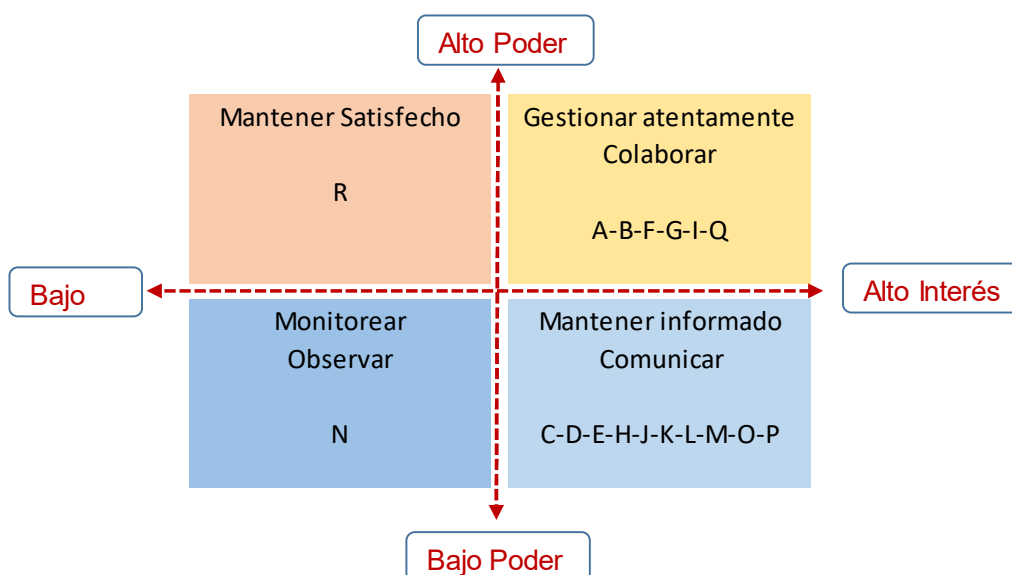 Alto Poder
Mantener Satisfecho
R
Gestionar atentamente
Colaborar
A-B-F-G-I-Q
Bajo
Alto Interés
Monitorear
Observar
N
Mantener informado
Comunicar
C-D-E-H-J-K-L-M-O-P
Bajo Poder